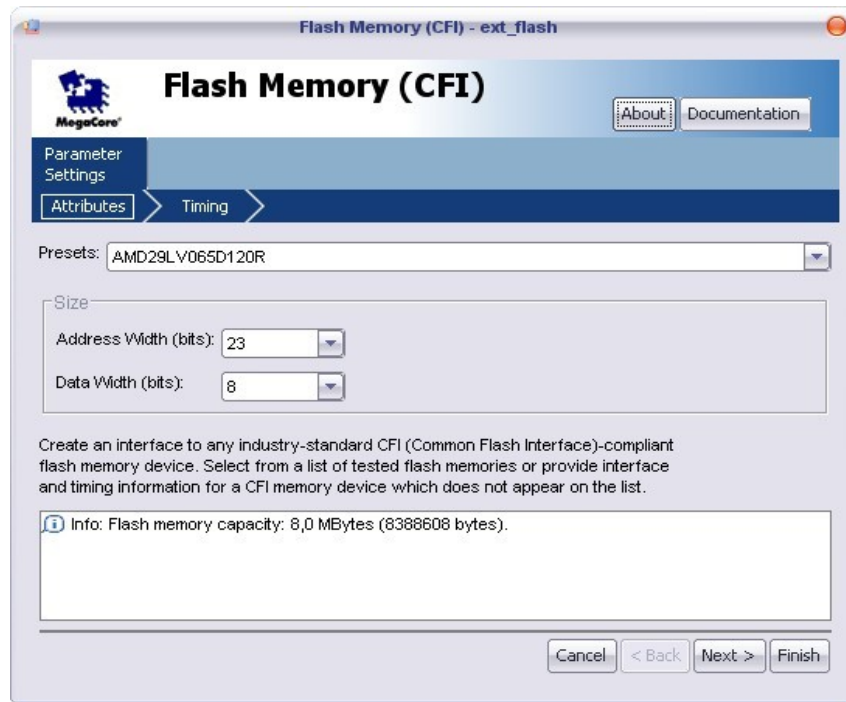 Flash Memory (CFI) - ext_flash
MegaCore'
Flash Memory (CFI)
About
Documentation
Parameter
Settings
Attributes
Timing
Presets:
AMD29LV065D120R
Size
Address Width (bits):
23
Data Width (bits):
8
Create an interface to any industry-standard CFI (Common Flash Interface)-compliant
flash memory device. Select from a list of tested flash memories or provide interface
and timing information for a CFI memory device which does not appear on the list.
Info: Flash memory capacity: 8,0 MBytes (8388608 bytes).
Cancel
< Back
Next >
Finish